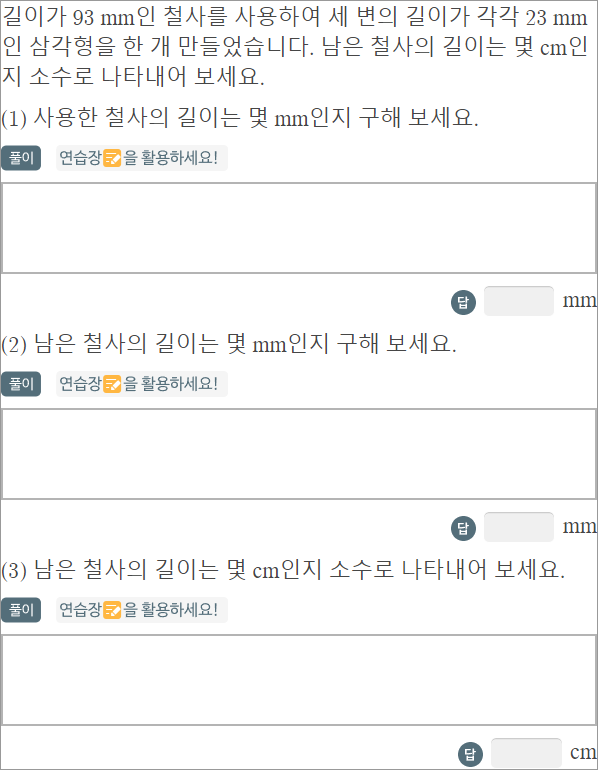 길이가 93 mm인 철사를 사용하여 세 변의 길이가 각각 23 mm
인 삼각형을 한 개 만들었습니다. 남은 철사의 길이는 몇 cm인
지 소수로 나타내어 보세요.
(1) 사용한 철사의 길이는 몇 mm인지 구해 보세요.
풀이 연습장을 활용하세요!
답 mm
(2) 남은 철사의 길이는 몇 mm인지 구해 보세요.
풀이 연습장을 활용하세요!
답 mm
(3) 남은 철사의 길이는 몇 cm인지 소수로 나타내어 보세요.
풀이 연습장을 활용하세요!
답 cm